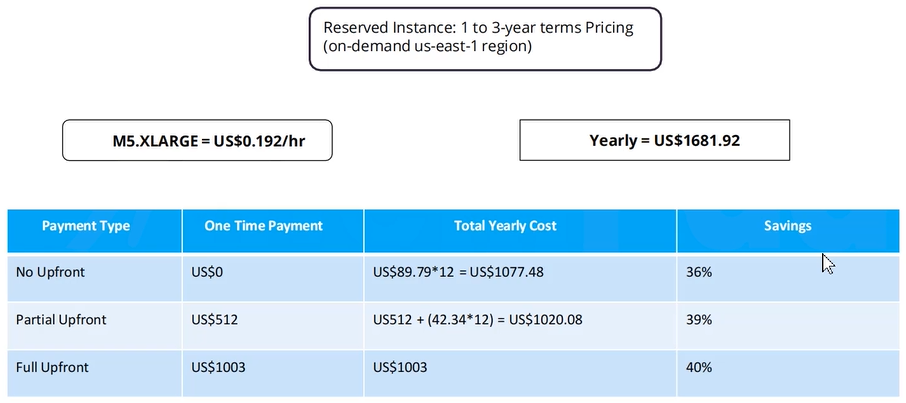 Reserved Instance: 1 to 3-year terms Pricing
(on-demand us-east-1 region)
M5.XLARGE = US$0.192/hr
Yearly = US$1681.92
Payment Type One Time Payment Total Yearly Cost Savings
No Upfront US$0 US$89.79*12 = US$1077.48 36%
Partial Upfront US$512 US512 + (42.34*12) = US$1020.08 39%
Full Upfront US$1003 US$1003 40%